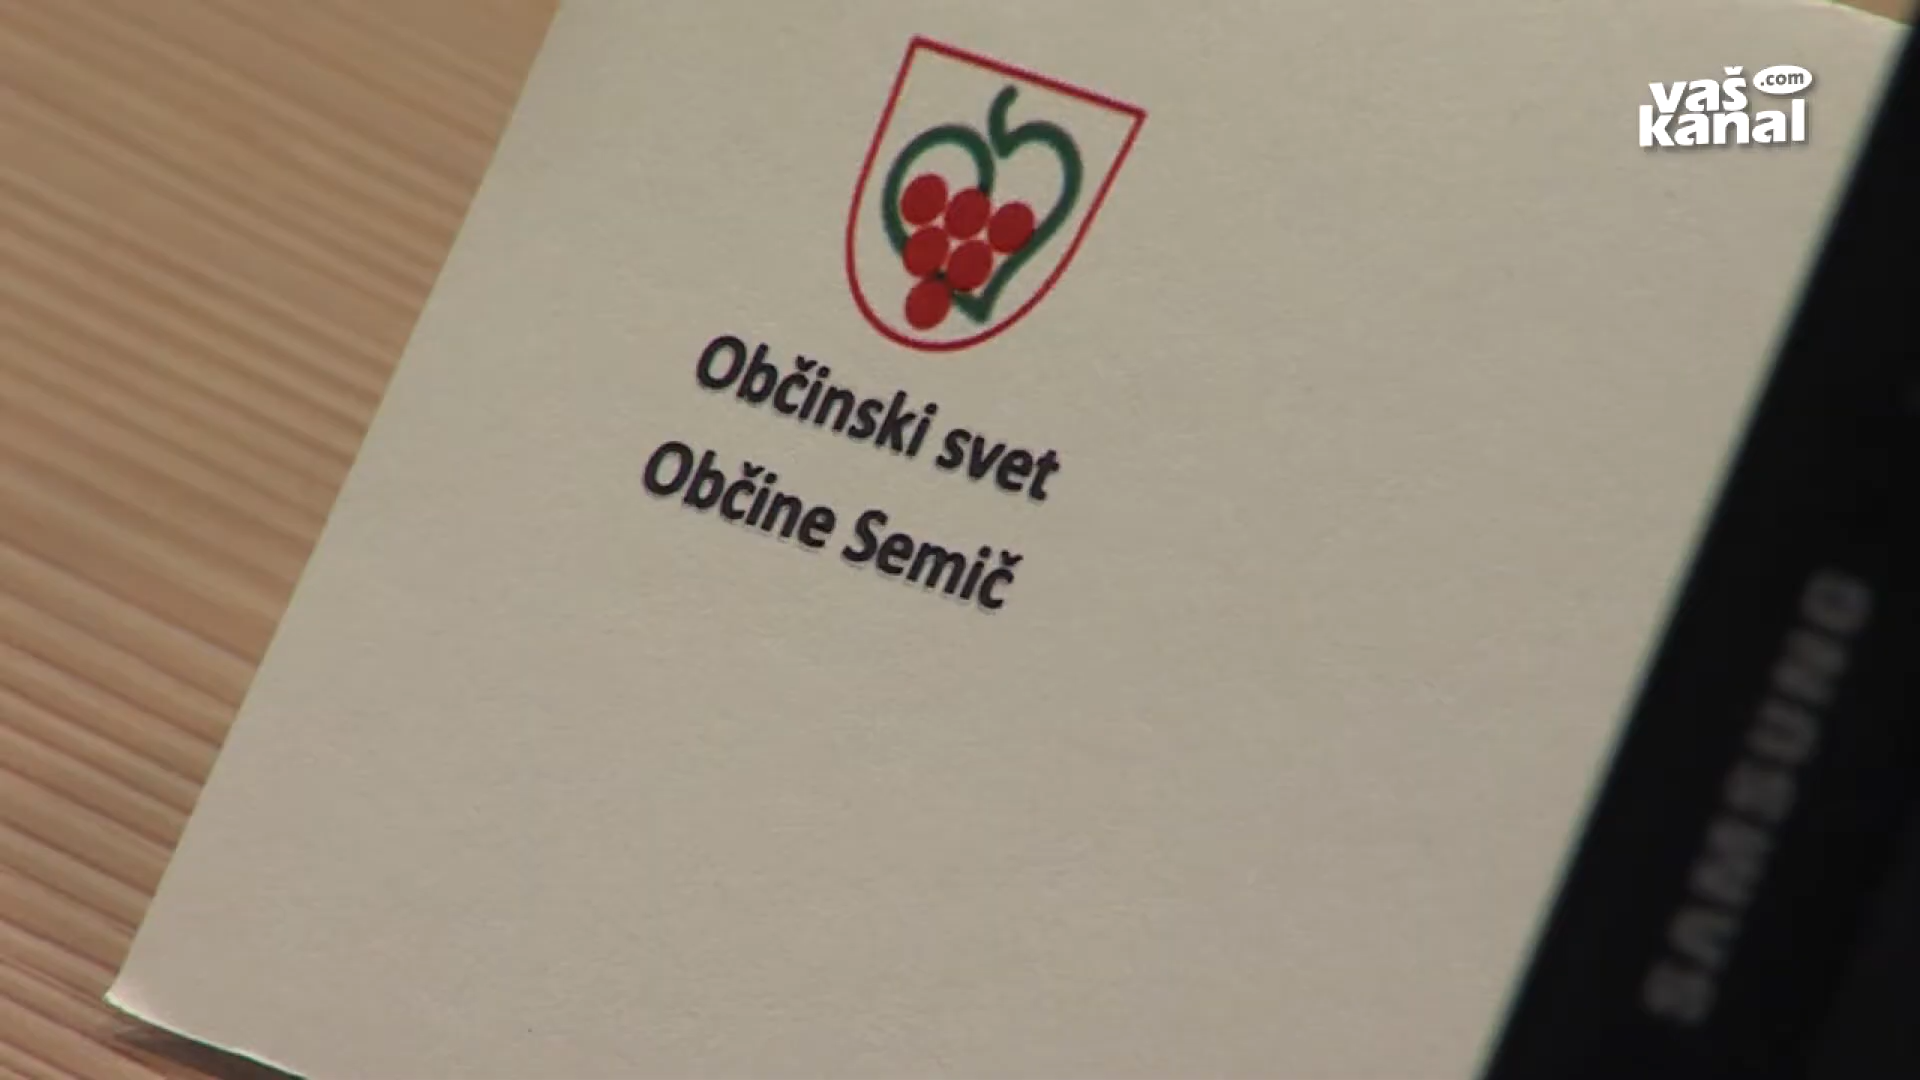 vaš .com
kanal
Občinski svet
Občine Semič
SAMSUNG